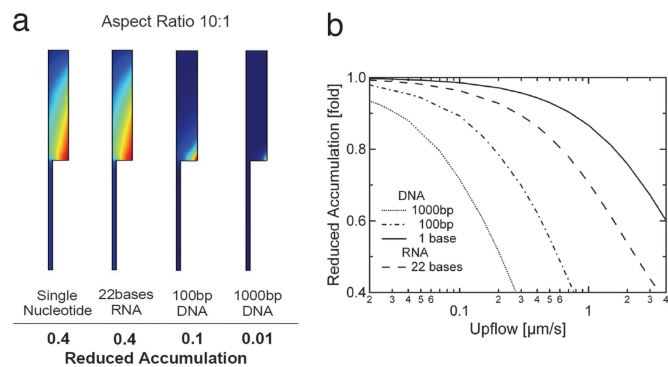 a
Aspect Ratio 10:1
Single
Nucleotide
22bases
RNA
100bp
DNA
1000bp
DNA
0.4 0.4 0.1 0.01
Reduced Accumulation
b
Reduced Accumulation [fold]
1.0
0.8
0.6
0.4
DNA
1000bp
100bp
1 base
RNA
22 bases
2 3 4 5 6 0.1 2 3 4 5 6 1 2 3 4
Upflow [µm/s]